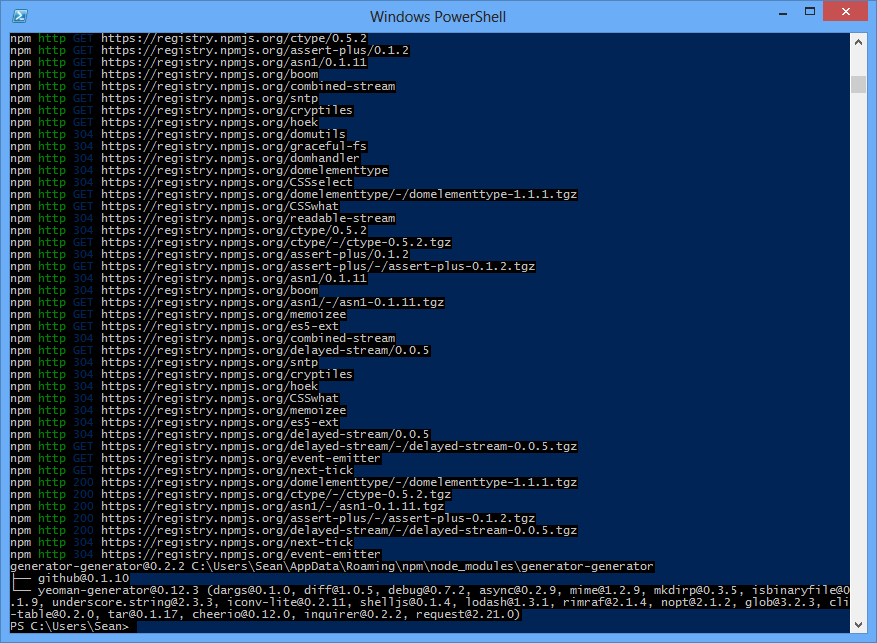 Windows PowerShell
npm http GET https://registry.npmjs.org/ctype/0.5.2
npm http GET https://registry.npmjs.org/assert-plus/0.1.2
npm http GET https://registry.npmjs.org/asn1/0.1.11
npm http GET https://registry.npmjs.org/boom
npm http GET https://registry.npmjs.org/combined-stream
npm http GET https://registry.npmjs.org/sntp
npm http GET https://registry.npmjs.org/cryptiles
npm http GET https://registry.npmjs.org/hoek
npm http 304 https://registry.npmjs.org/domutils
npm http 304 https://registry.npmjs.org/graceful-fs
npm http 304 https://registry.npmjs.org/domhandler
npm http 304 https://registry.npmjs.org/domelementtype
npm http 304 https://registry.npmjs.org/CSSselect
npm http GET https://registry.npmjs.org/domelementtype/-/domelementtype-1.1.1.tgz
npm http GET https://registry.npmjs.org/CSSwhat
npm http 304 https://registry.npmjs.org/readable-stream
npm http 304 https://registry.npmjs.org/ctype/0.5.2
npm http GET https://registry.npmjs.org/ctype/-/ctype-0.5.2.tgz
npm http 304 https://registry.npmjs.org/assert-plus/0.1.2
npm http GET https://registry.npmjs.org/assert-plus/-/assert-plus-0.1.2.tgz
npm http 304 https://registry.npmjs.org/asn1/0.1.11
npm http 304 https://registry.npmjs.org/boom
npm http GET https://registry.npmjs.org/asn1/-/asn1-0.1.11.tgz
npm http GET https://registry.npmjs.org/memoizee
npm http GET https://registry.npmjs.org/es5-ext
npm http 304 https://registry.npmjs.org/combined-stream
npm http GET https://registry.npmjs.org/delayed-stream/0.0.5
npm http 304 https://registry.npmjs.org/sntp
npm http 304 https://registry.npmjs.org/cryptiles
npm http 304 https://registry.npmjs.org/hoek
npm http 304 https://registry.npmjs.org/CSSwhat
npm http 304 https://registry.npmjs.org/memoizee
npm http 304 https://registry.npmjs.org/es5-ext
npm http 304 https://registry.npmjs.org/delayed-stream/0.0.5
npm http GET https://registry.npmjs.org/delayed-stream/-/delayed-stream-0.0.5.tgz
npm http GET https://registry.npmjs.org/event-emitter
npm http GET https://registry.npmjs.org/next-tick
npm http 200 https://registry.npmjs.org/domelementtype/-/domelementtype-1.1.1.tgz
npm http 200 https://registry.npmjs.org/ctype/-/ctype-0.5.2.tgz
npm http 200 https://registry.npmjs.org/asn1/-/asn1-0.1.11.tgz
npm http 200 https://registry.npmjs.org/assert-plus/-/assert-plus-0.1.2.tgz
npm http 200 https://registry.npmjs.org/delayed-stream/-/delayed-stream-0.0.5.tgz
npm http 304 https://registry.npmjs.org/next-tick
npm http 304 https://registry.npmjs.org/event-emitter
generator-generator@0.2.2 C:\Users\Sean\AppData\Roaming\npm\node_modules\generator-generator
├── github@0.1.10
└── yeoman-generator@0.12.3 (dargs@0.1.0, diff@1.0.5, debug@0.7.2, async@0.2.9, mime@1.2.9, mkdirp@0.3.5, isbinaryfile@0
.1.9, underscore.string@2.3.3, iconv-lite@0.2.11, shelljs@0.1.4, lodash@1.3.1, rimraf@2.1.4, nopt@2.1.2, glob@3.2.3, cli
-table@0.2.0, tar@0.1.17, cheerio@0.12.0, inquirer@0.2.2, request@2.21.0)
PS C:\Users\Sean>